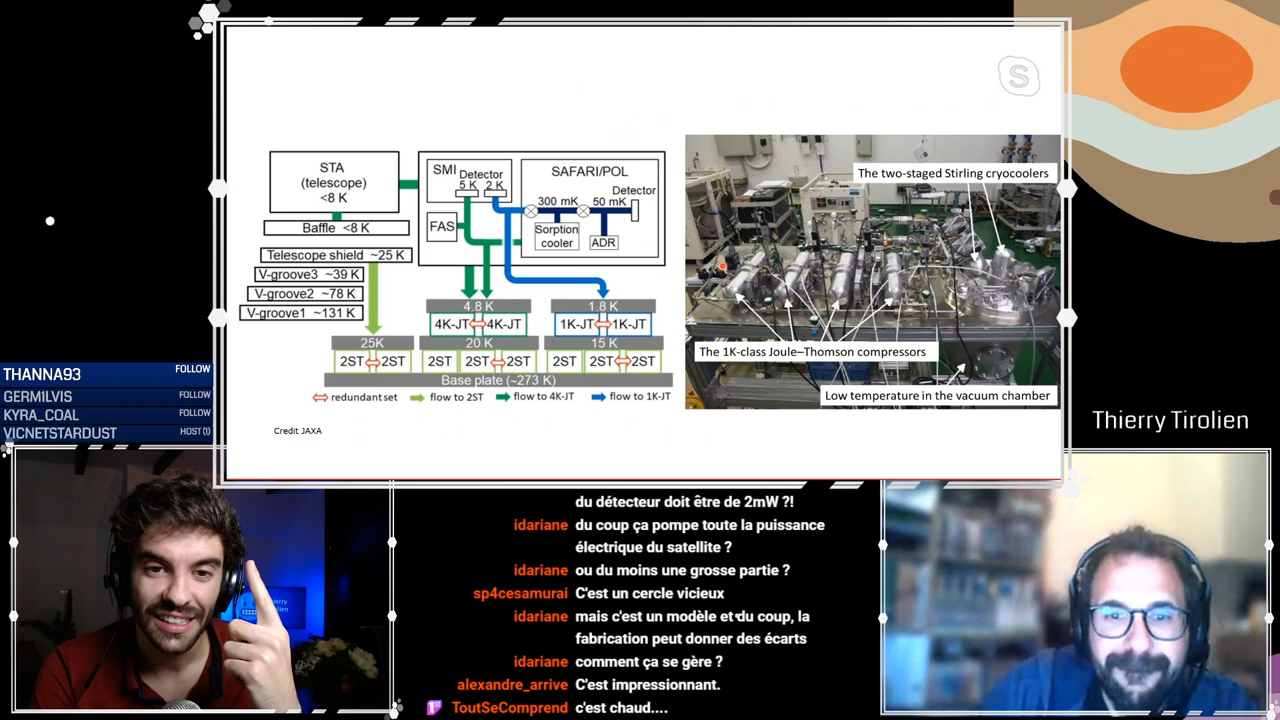 S
STA
(telescope)
<8 K
Baffle <8 K
Telescope shield ~25 K
V-groove3 ~39 K
V-groove2 ~78 K
V-groove1 ~131 K
SMI
Detector
5 K
2 K
FAS
SAFARI/POL
Detector
300 mK
50 mK
Sorption
cooler
ADR
4.8 K
1.8 K
4K-JT
4K-JT
1K-JT
1K-JT
25K
20 K
15 K
2ST
2ST
2ST
2ST
2ST
2ST
2ST
2ST
Base plate (~273 K)
redundant set
flow to 2ST
flow to 4K-JT
flow to 1K-JT
Credit JAXA
The two-staged Stirling cryocoolers
The 1K-class Joule–Thomson compressors
Low temperature in the vacuum chamber
THANNA93 FOLLOW
GERMILVIS FOLLOW
KYRA_COAL FOLLOW
VICNETSTARDUST HOST (1)
Thierry Tirolien
du détecteur doit être de 2mW ?!
idariane du coup ça pompe toute la puissance
électrique du satellite ?
idariane ou du moins une grosse partie ?
sp4cesamurai C'est un cercle vicieux
idariane mais c'est un modèle et du coup, la
fabrication peut donner des écarts
idariane comment ça se gère ?
alexandre_arrive C'est impressionnant.
ToutSeComprend c'est chaud....